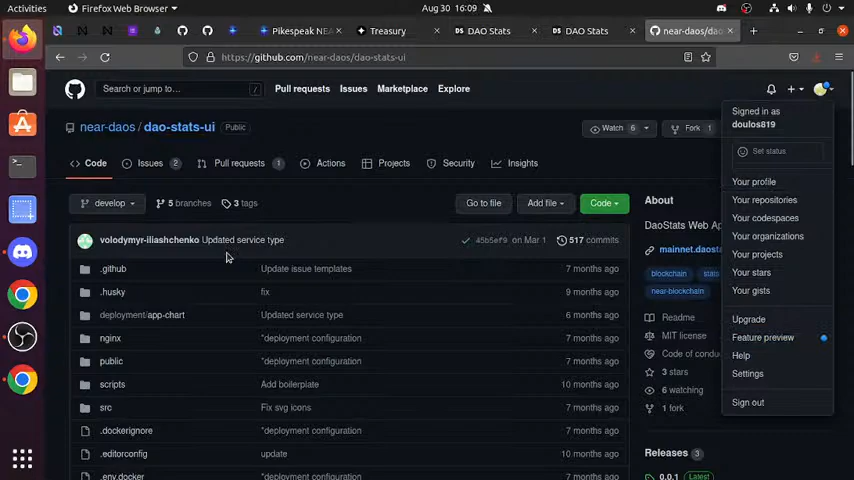 Activities
Firefox Web Browser
Aug 30 16:09
Pikespeak NEA
Treasury
DAO Stats
DAO Stats
near-daos/dao
https://github.com/near-daos/dao-stats-ui
Search or jump to…
/
Pull requests
Issues
Marketplace
Explore
near-daos / dao-stats-ui
Public
Watch 6
Fork 1
Code
Issues 2
Pull requests 1
Actions
Projects
Security
Insights
develop
5 branches
3 tags
Go to file
Add file
Code
volodymyr-iliashchenko Updated service type
45b5ef9 on Mar 1
517 commits
.github Update issue templates 7 months ago
.husky fix 9 months ago
deployment/app-chart Updated service type 6 months ago
nginx *deployment configuration 7 months ago
public *deployment configuration 7 months ago
scripts Add boilerplate 10 months ago
src Fix svg icons 7 months ago
.dockerignore *deployment configuration 7 months ago
.editorconfig update 10 months ago
.env.docker *deployment configuration 7 months ago
About
DaoStats Web Ap
mainnet.daosta
blockchain
stats
near-blockchain
Readme
MIT license
Code of conduc
3 stars
6 watching
1 fork
Releases 3
0.0.1 Latest
Signed in as
doulos819
Set status
Your profile
Your repositories
Your codespaces
Your organizations
Your projects
Your stars
Your gists
Upgrade
Feature preview
Help
Settings
Sign out